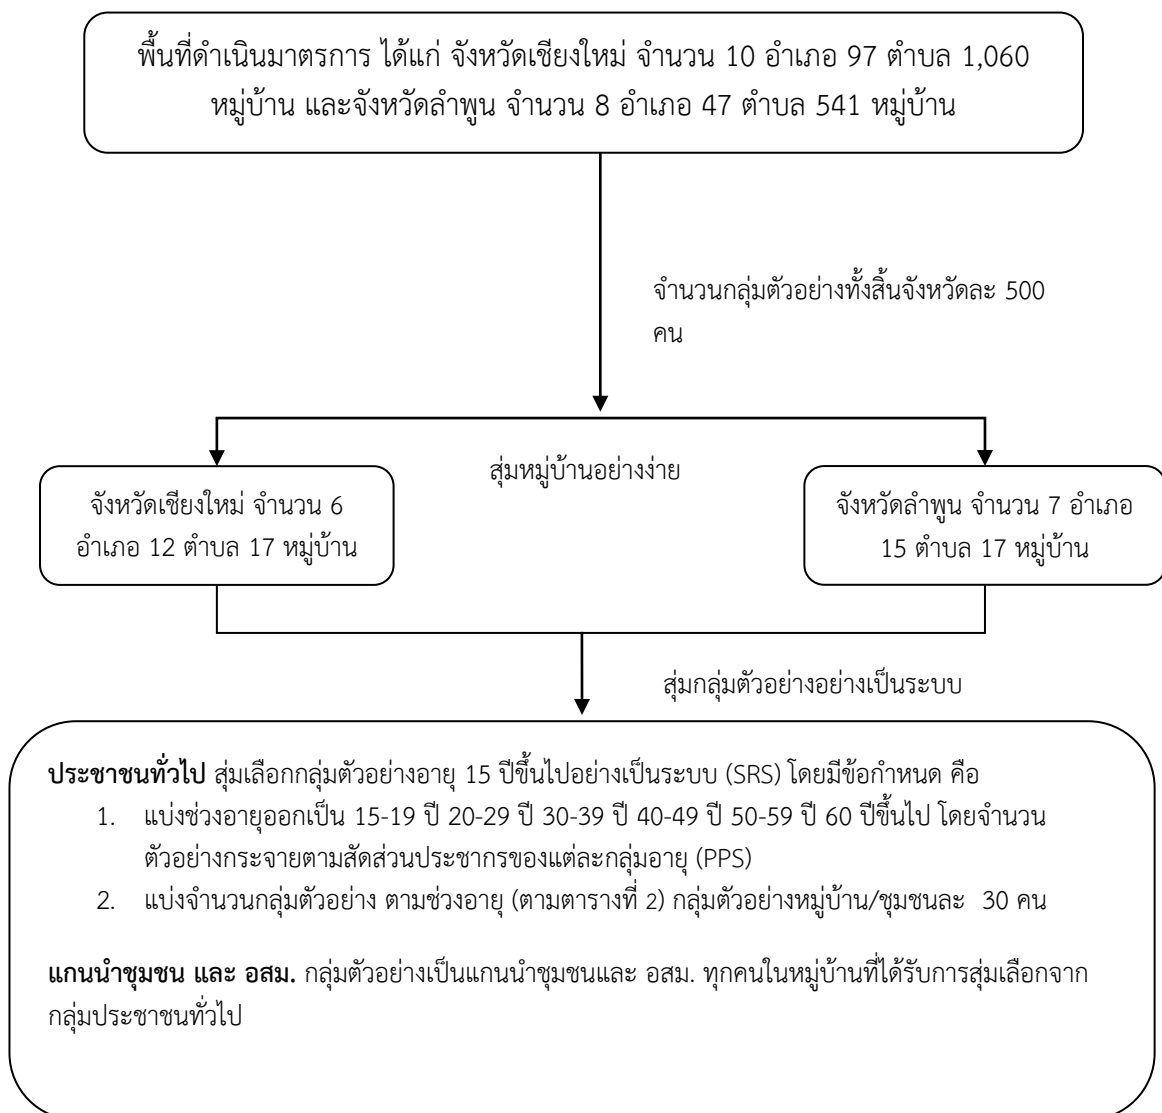 พื้นที่ดำเนินมาตรการ ได้แก่ จังหวัดเชียงใหม่ จำนวน 10 อำเภอ 97 ตำบล 1,060
หมู่บ้าน และจังหวัดลำพูน จำนวน 8 อำเภอ 47 ตำบล 541 หมู่บ้าน
จำนวนกลุ่มตัวอย่างทั้งสิ้นจังหวัดละ 500
คน
สุ่มหมู่บ้านอย่างง่าย
จังหวัดเชียงใหม่ จำนวน 6
อำเภอ 12 ตำบล 17 หมู่บ้าน
จังหวัดลำพูน จำนวน 7 อำเภอ
15 ตำบล 17 หมู่บ้าน
สุ่มกลุ่มตัวอย่างอย่างเป็นระบบ
ประชาชนทั่วไป สุ่มเลือกกลุ่มตัวอย่างอายุ 15 ปีขึ้นไปอย่างเป็นระบบ (SRS) โดยมีข้อกำหนด คือ
1. แบ่งช่วงอายุออกเป็น 15-19 ปี 20-29 ปี 30-39 ปี 40-49 ปี 50-59 ปี 60 ปีขึ้นไป โดยจำนวน
ตัวอย่างกระจายตามสัดส่วนประชากรของแต่ละกลุ่มอายุ (PPS)
2. แบ่งจำนวนกลุ่มตัวอย่าง ตามช่วงอายุ (ตามตารางที่ 2) กลุ่มตัวอย่างหมู่บ้าน/ชุมชนละ 30 คน
แกนนำชุมชน และ อสม. กลุ่มตัวอย่างเป็นแกนนำชุมชนและ อสม. ทุกคนในหมู่บ้านที่ได้รับการสุ่มเลือกจาก
กลุ่มประชาชนทั่วไป